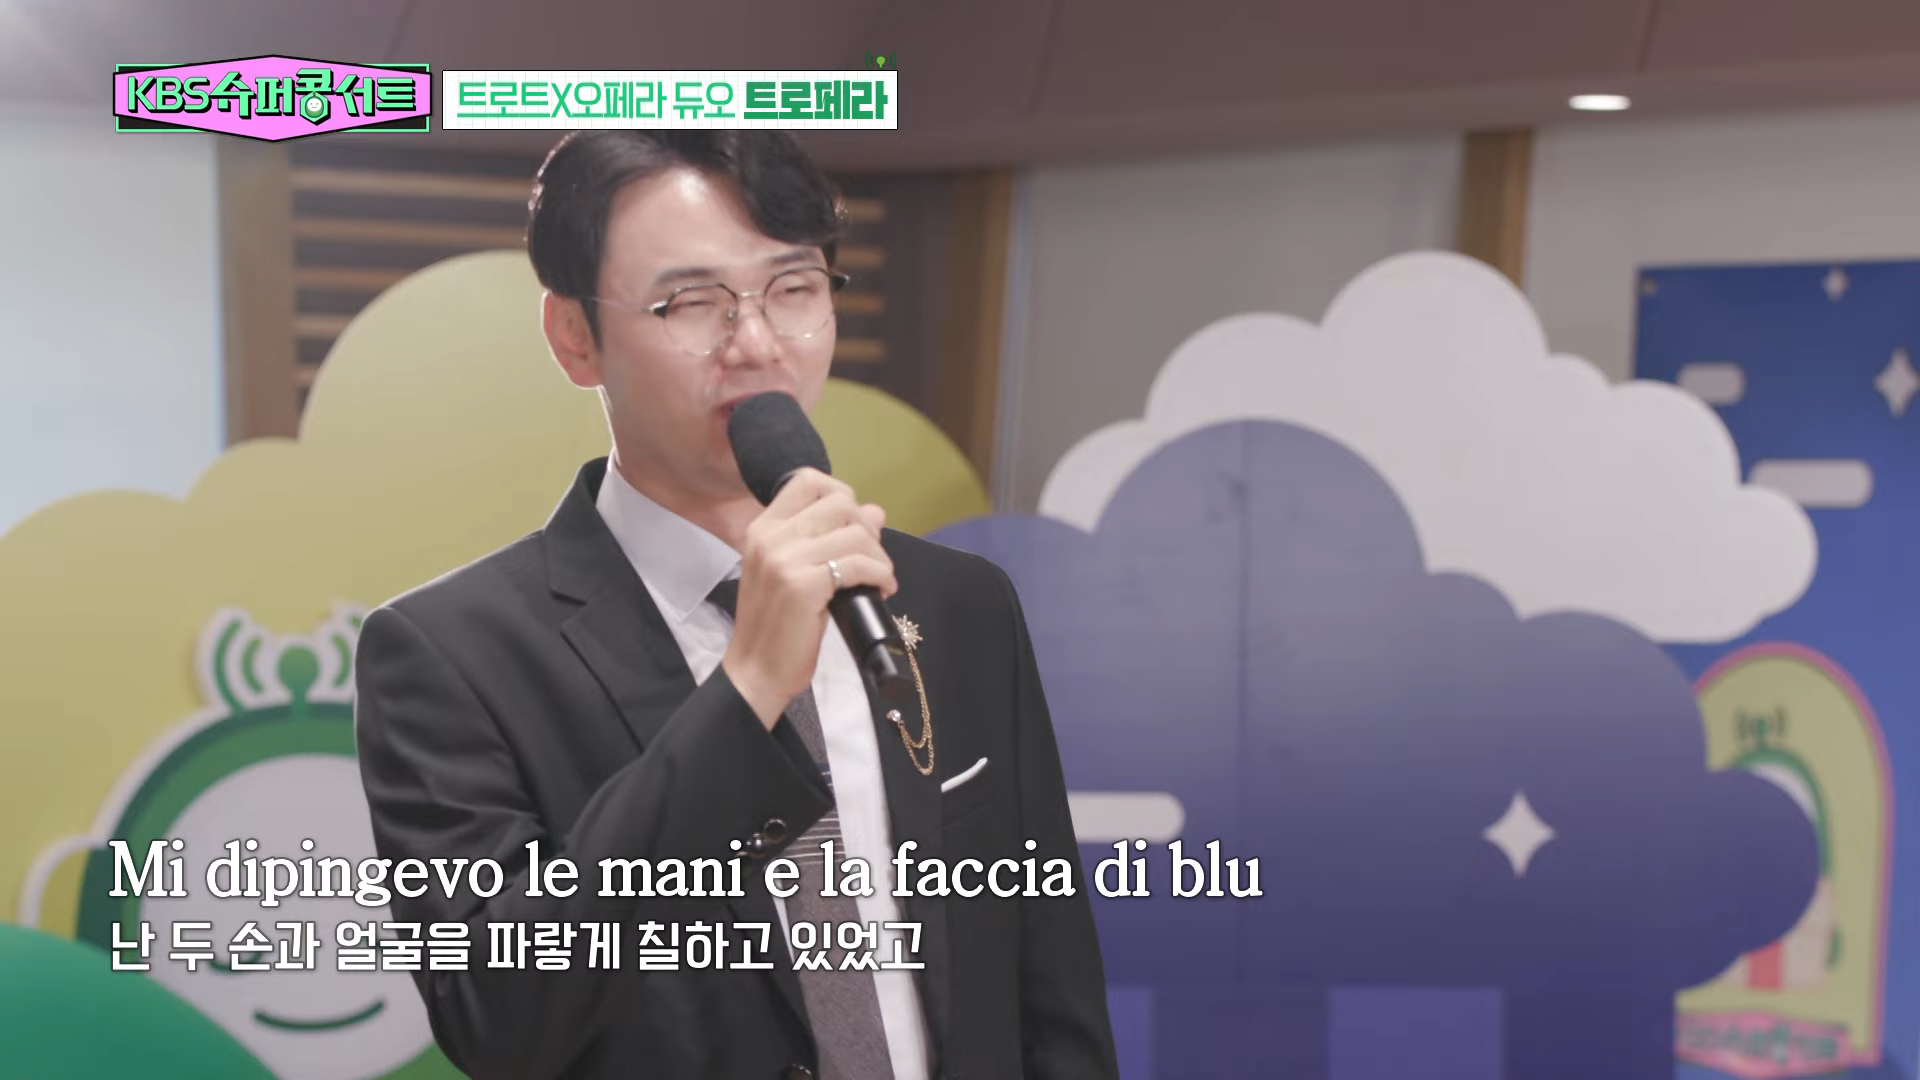 KBS슈퍼콩서트
트로트X오페라 듀오 트로페라
Mi dipingevo le mani e la faccia di blu
난 두 손과 얼굴을 파랗게 칠하고 있었고